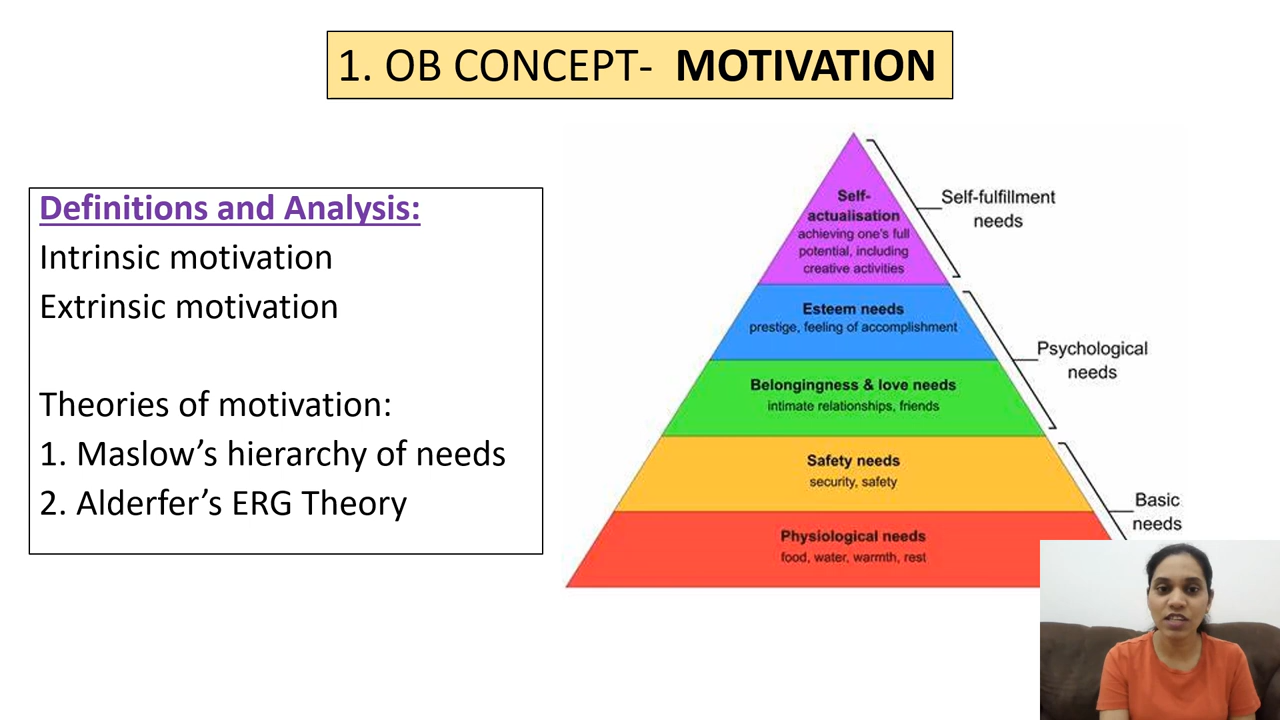 1. OB CONCEPT- MOTIVATION
Definitions and Analysis:
Intrinsic motivation
Extrinsic motivation
Theories of motivation:
1. Maslow’s hierarchy of needs
2. Alderfer’s ERG Theory
Self-
actualisation
achieving one's full
potential, including
creative activities
Esteem needs
prestige, feeling of accomplishment
Belongingness & love needs
intimate relationships, friends
Safety needs
security, safety
Physiological needs
food, water, warmth, rest
Self-fulfillment
needs
Psychological
needs
Basic
needs